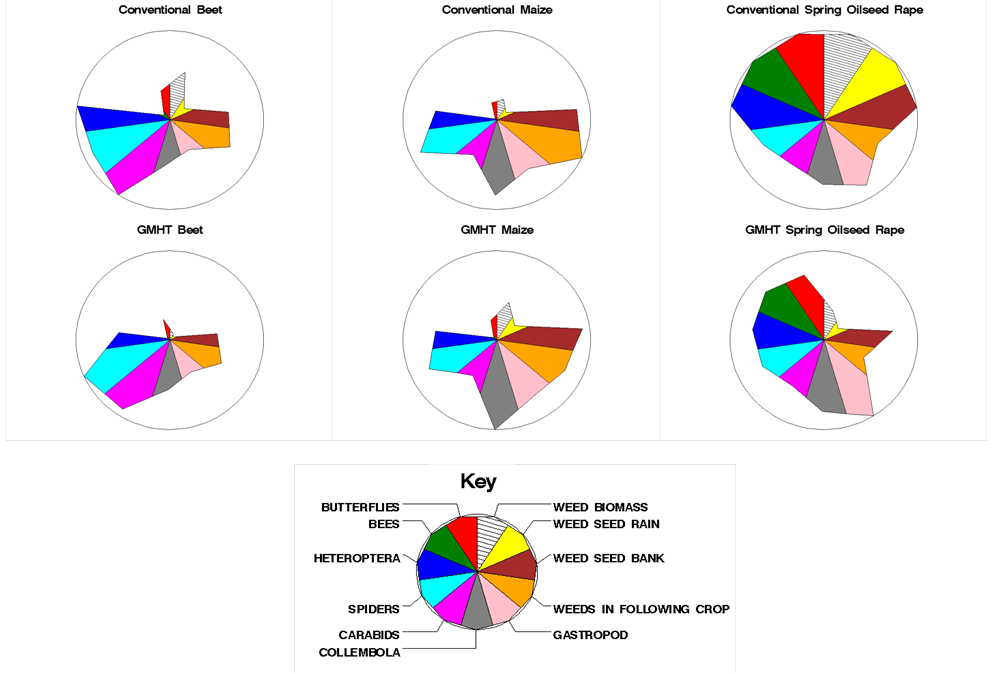 Conventional Beet
Conventional Maize
Conventional Spring Oilseed Rape
GMHT Beet
GMHT Maize
GMHT Spring Oilseed Rape
Key
BUTTERFLIES
WEED BIOMASS
BEES
WEED SEED RAIN
HETEROPTERA
WEED SEED BANK
SPIDERS
WEEDS IN FOLLOWING CROP
CARABIDS
GASTROPOD
COLLEMBOLA